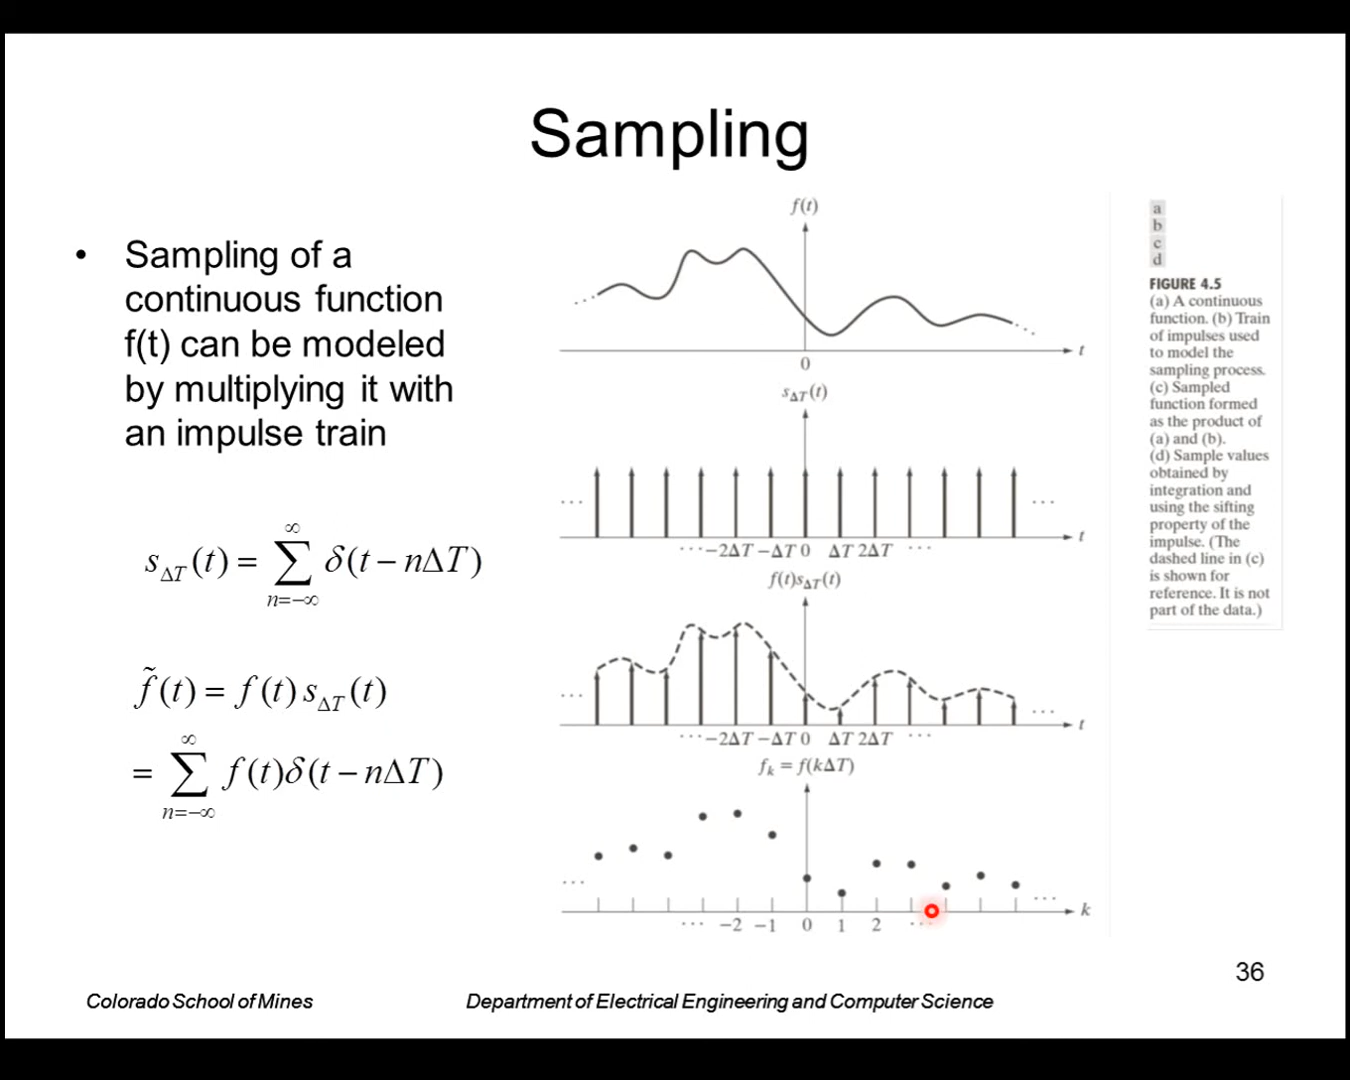 Sampling
• Sampling of a
continuous function
f(t) can be modeled
by multiplying it with
an impulse train
s_ΔT(t) = ∑_{n=-∞}^{∞} δ(t − nΔT)
f̃(t) = f(t) s_ΔT(t)
= ∑_{n=-∞}^{∞} f(t)δ(t − nΔT)
f(t)
t
0
s_ΔT(t)
... ...
t
···−2ΔT −ΔT 0 ΔT 2ΔT ···
f(t)s_ΔT(t)
... ...
t
···−2ΔT −ΔT 0 ΔT 2ΔT ···
f_k = f(kΔT)
... ...
k
··· −2 −1 0 1 2 ···
a
b
c
d
FIGURE 4.5
(a) A continuous
function. (b) Train
of impulses used
to model the
sampling process.
(c) Sampled
function formed
as the product of
(a) and (b).
(d) Sample values
obtained by
integration and
using the sifting
property of the
impulse. (The
dashed line in (c)
is shown for
reference. It is not
part of the data.)
36
Colorado School of Mines Department of Electrical Engineering and Computer Science